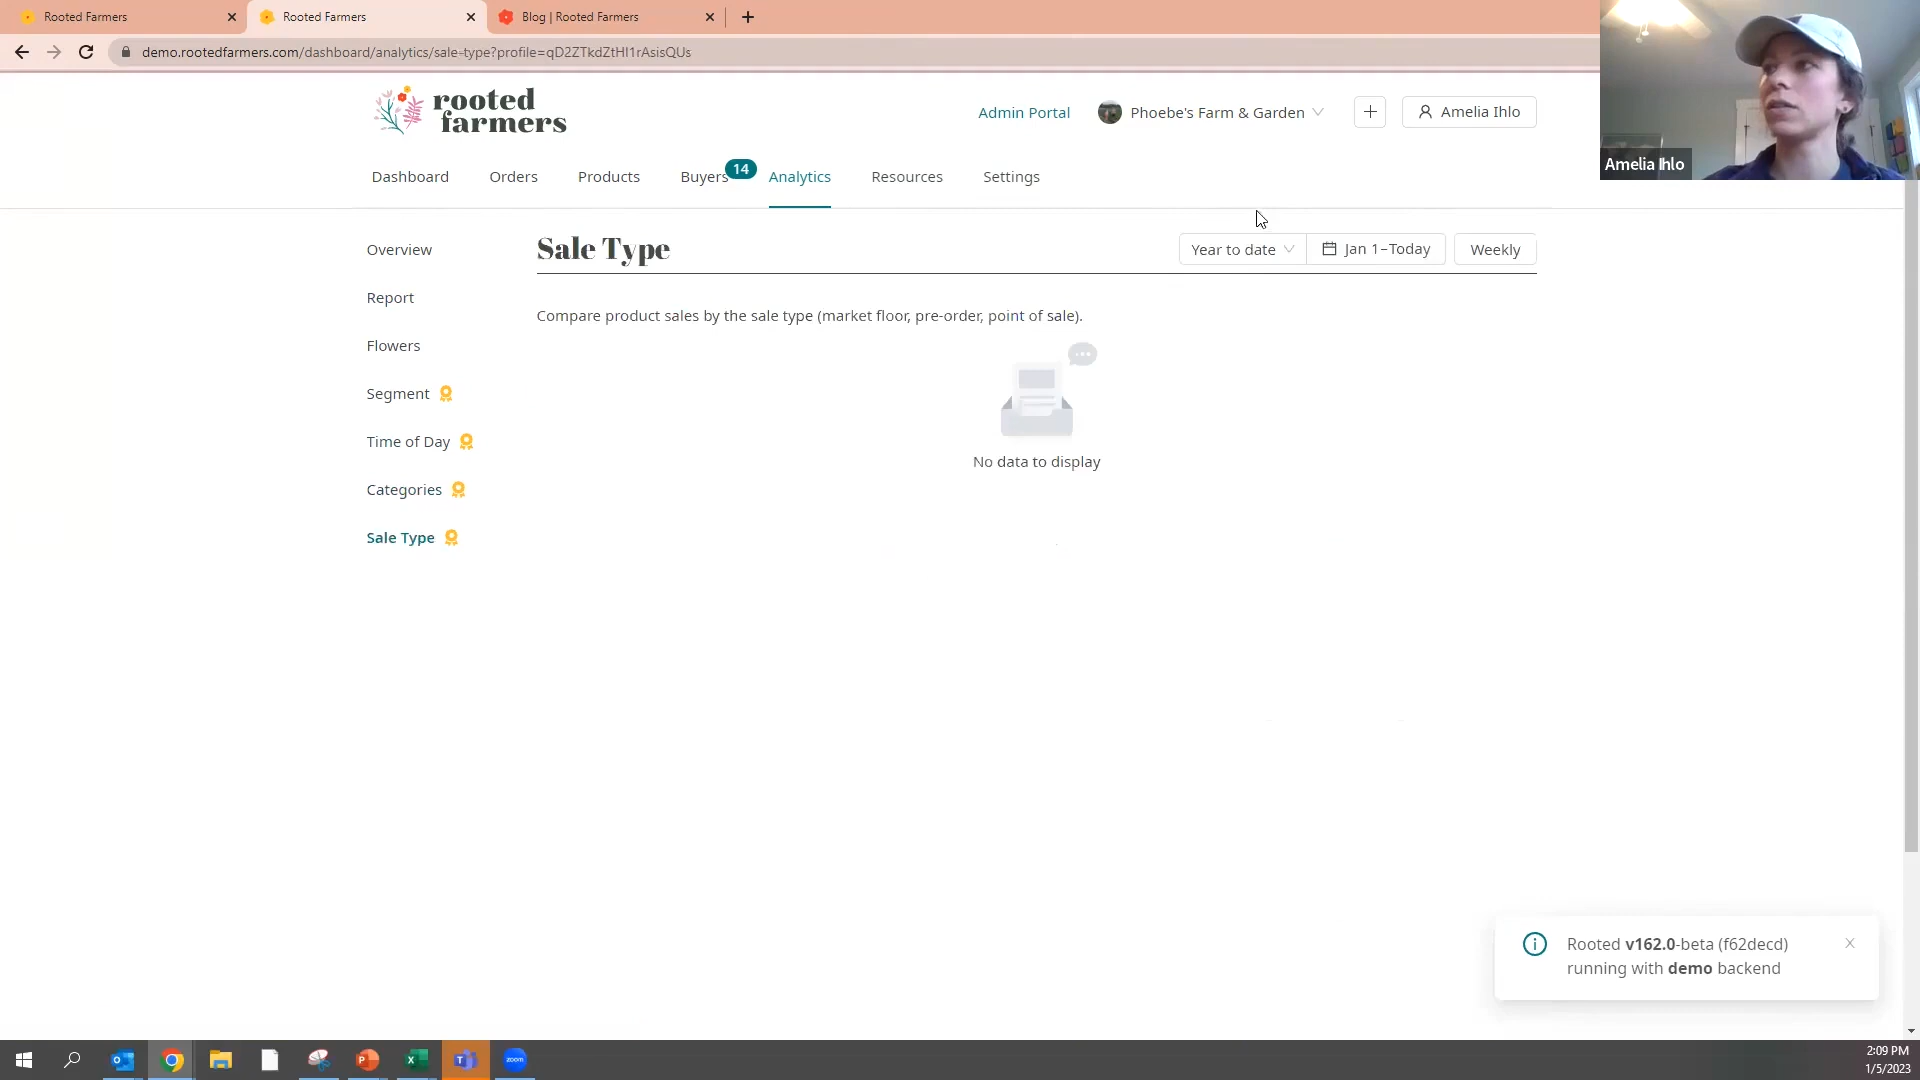 Rooted Farmers
Rooted Farmers
Blog | Rooted Farmers
demo.rootedfarmers.com/dashboard/analytics/sale-type?profile=qD2ZTkdZtHI1rAsisQUs
rooted
farmers
Admin Portal
Phoebe's Farm & Garden
Amelia Ihlo
Amelia Ihlo
Dashboard
Orders
Products
Buyers
14
Analytics
Resources
Settings
Overview
Report
Flowers
Segment
Time of Day
Categories
Sale Type
Sale Type
Year to date
Jan 1–Today
Weekly
Compare product sales by the sale type (market floor, pre-order, point of sale).
No data to display
Rooted v162.0-beta (f62decd)
running with demo backend
zoom
2:09 PM
1/5/2023